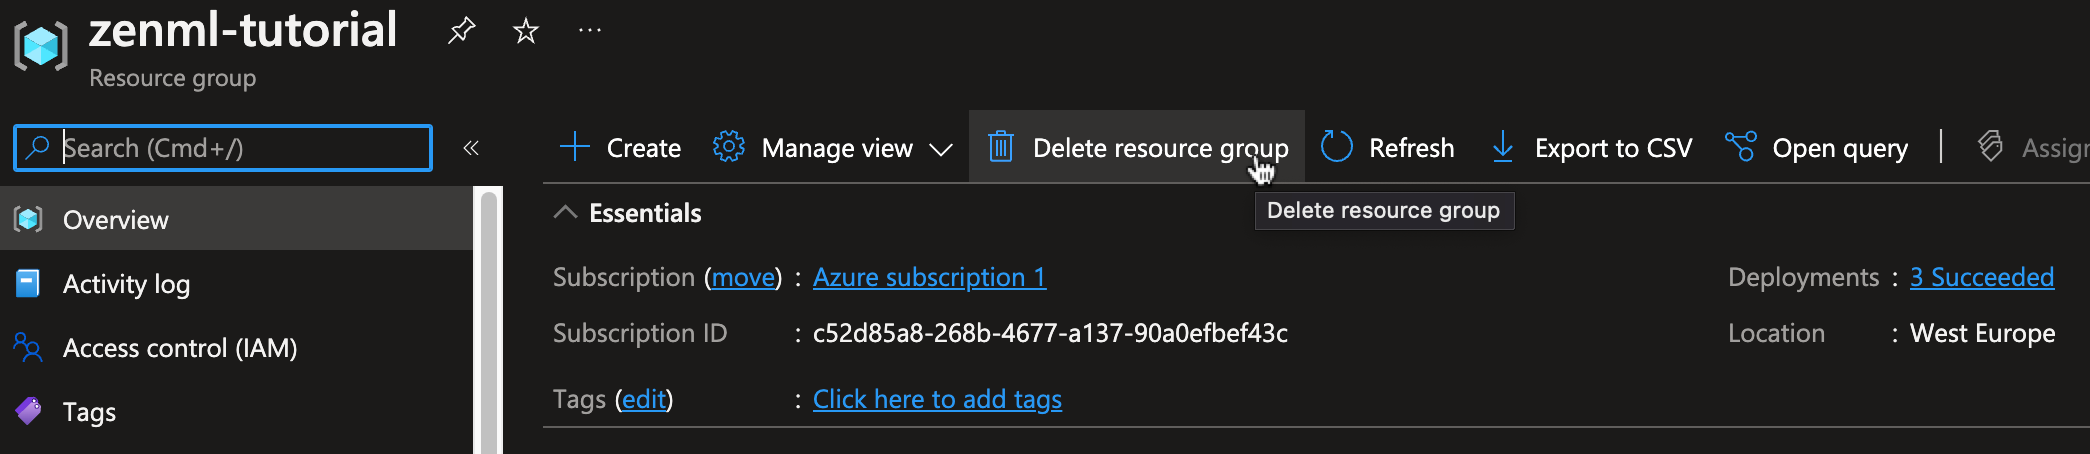 zenml-tutorial
Resource group
Search (Cmd+/)
Create Manage view Delete resource group Refresh Export to CSV Open query Assign
Delete resource group
Overview
Activity log
Access control (IAM)
Tags
Essentials
Subscription (move) : Azure subscription 1
Subscription ID : c52d85a8-268b-4677-a137-90a0efbef43c
Tags (edit) : Click here to add tags
Deployments : 3 Succeeded
Location : West Europe